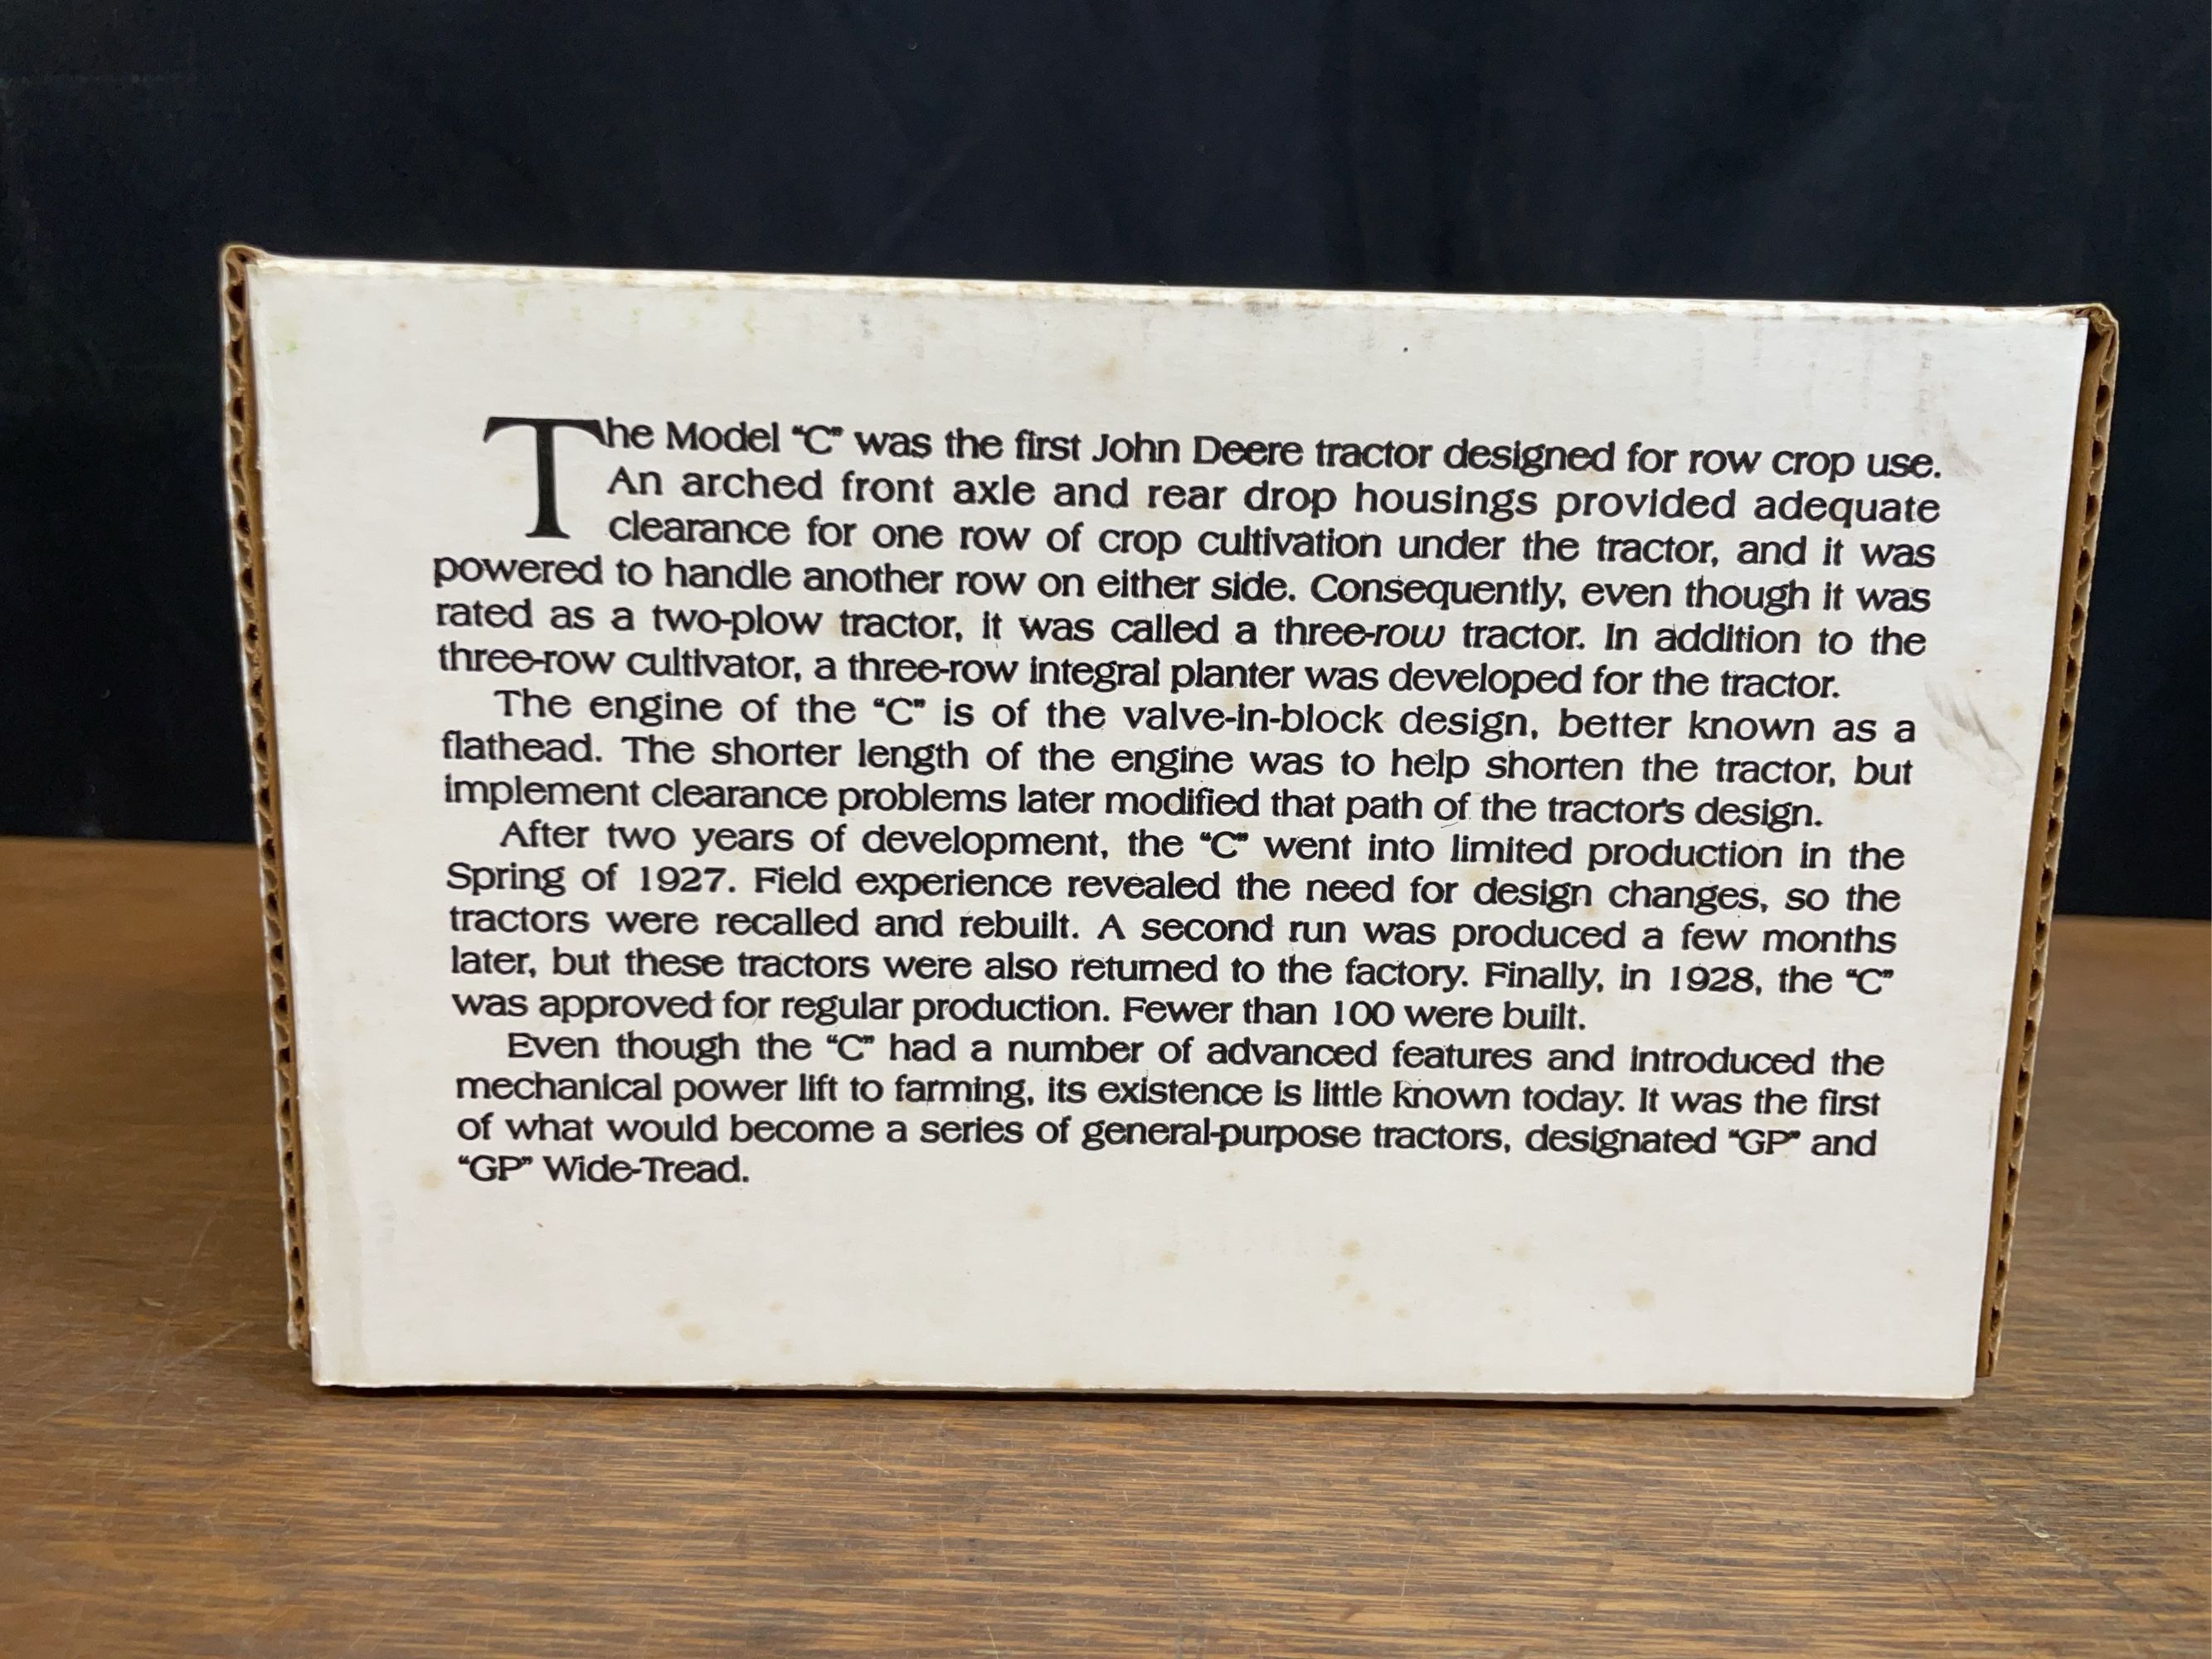 The Model “C” was the first John Deere tractor designed for row crop use.
An arched front axle and rear drop housings provided adequate
clearance for one row of crop cultivation under the tractor, and it was
powered to handle another row on either side. Consequently, even though it was
rated as a two-plow tractor, it was called a three-row tractor. In addition to the
three-row cultivator, a three-row integral planter was developed for the tractor.
The engine of the “C” is of the valve-in-block design, better known as a
flathead. The shorter length of the engine was to help shorten the tractor, but
implement clearance problems later modified that path of the tractor's design.
After two years of development, the “C” went into limited production in the
Spring of 1927. Field experience revealed the need for design changes, so the
tractors were recalled and rebuilt. A second run was produced a few months
later, but these tractors were also returned to the factory. Finally, in 1928, the “C”
was approved for regular production. Fewer than 100 were built.
Even though the “C” had a number of advanced features and introduced the
mechanical power lift to farming, its existence is little known today. It was the first
of what would become a series of general-purpose tractors, designated “GP” and
“GP” Wide-Tread.